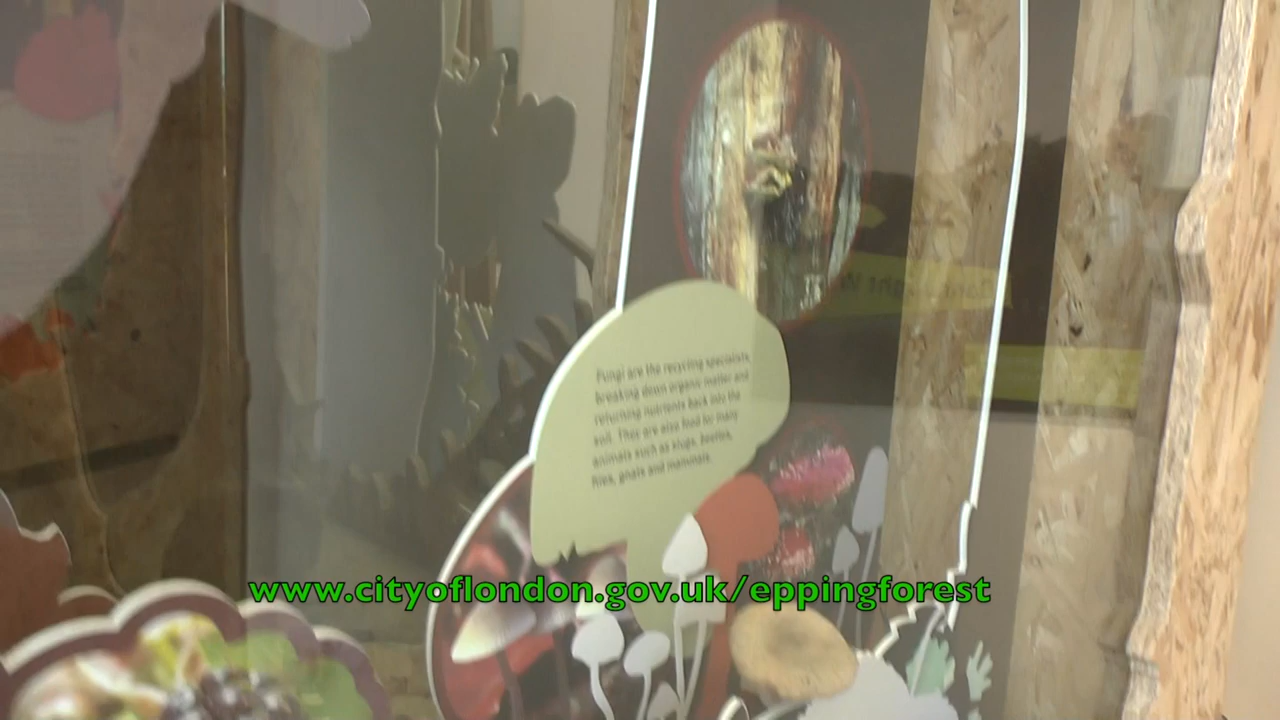 Fungi are the recycling specialists
breaking down organic matter and
returning nutrients back into the
soil. They are also food for many
animals such as slugs, beetles,
flies, gnats and mammals.
www.cityoflondon.gov.uk/eppingforest